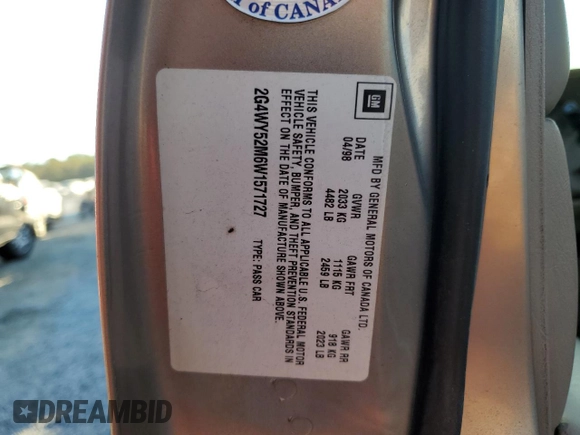 of CANA
GM
MFD BY GENERAL MOTORS OF CANADA LTD.
DATE GVWR GAWR FRT GAWR RR
04/98 2033 KG 1115 KG 918 KG
4482 LB 2459 LB 2023 LB
THIS VEHICLE CONFORMS TO ALL APPLICABLE U.S. FEDERAL MOTOR
VEHICLE SAFETY, BUMPER, AND THEFT PREVENTION STANDARDS IN
EFFECT ON THE DATE OF MANUFACTURE SHOWN ABOVE.
2G4WY52M6W1571727 TYPE: PASS CAR
DREAMBID